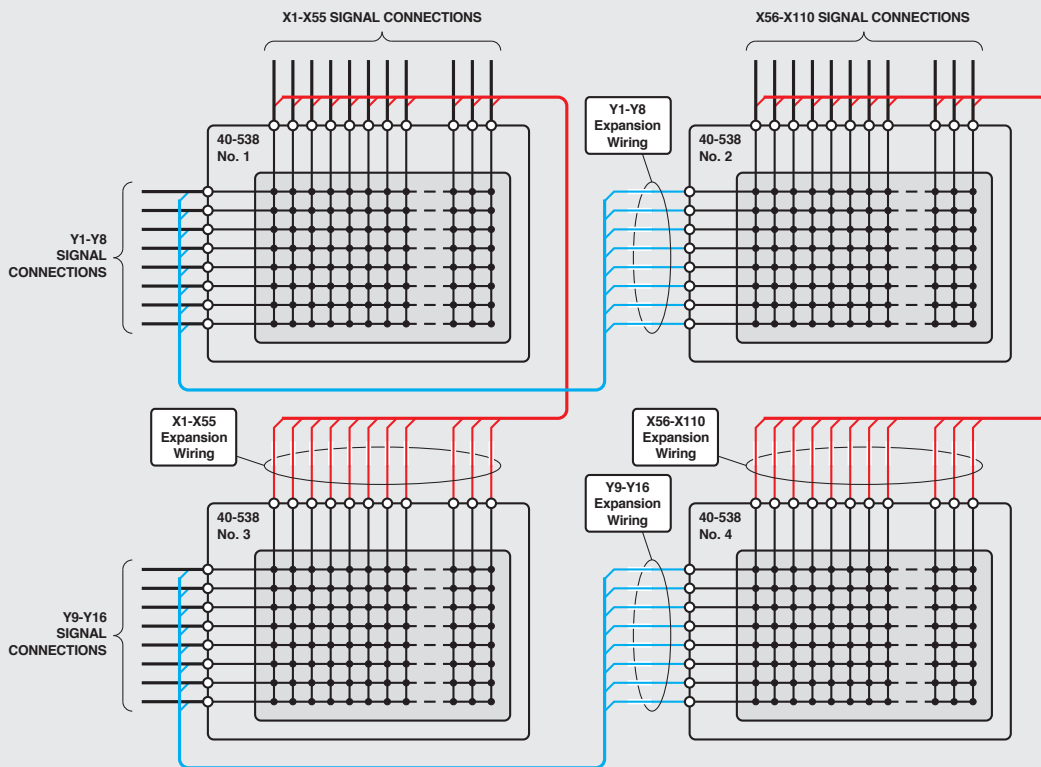 X1-X55 SIGNAL CONNECTIONS
X56-X110 SIGNAL CONNECTIONS
Y1-Y8
Expansion
Wiring
40-538
No. 1
40-538
No. 2
Y1-Y8
SIGNAL
CONNECTIONS
X1-X55
Expansion
Wiring
X56-X110
Expansion
Wiring
Y9-Y16
Expansion
Wiring
40-538
No. 3
40-538
No. 4
Y9-Y16
SIGNAL
CONNECTIONS